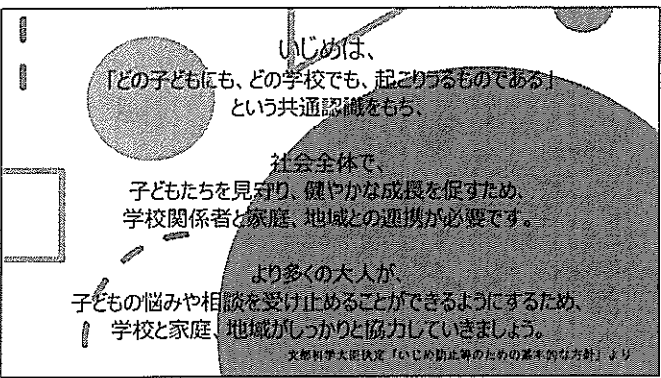 いじめは、
「どの子どもにも、どの学校でも、起こりうるものである」
という共通認識をもち、
社会全体で、
子どもたちを見守り、健やかな成長を促すため、
学校関係者と家庭、地域との連携が必要です。
より多くの大人が、
子どもの悩みや相談を受け止めることができるようにするため、
学校と家庭、地域がしっかりと協力していきましょう。
文部科学大臣決定「いじめ防止等のための基本的な方針」より